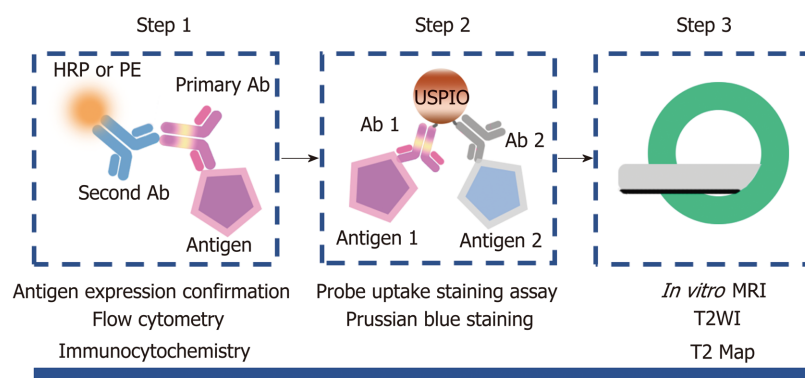 Step 1
Step 2
Step 3
HRP or PE
Primary Ab
Second Ab
Antigen
USPIO
Ab 1
Ab 2
Antigen 1
Antigen 2
Antigen expression confirmation
Flow cytometry
Immunocytochemistry
Probe uptake staining assay
Prussian blue staining
In vitro MRI
T2WI
T2 Map